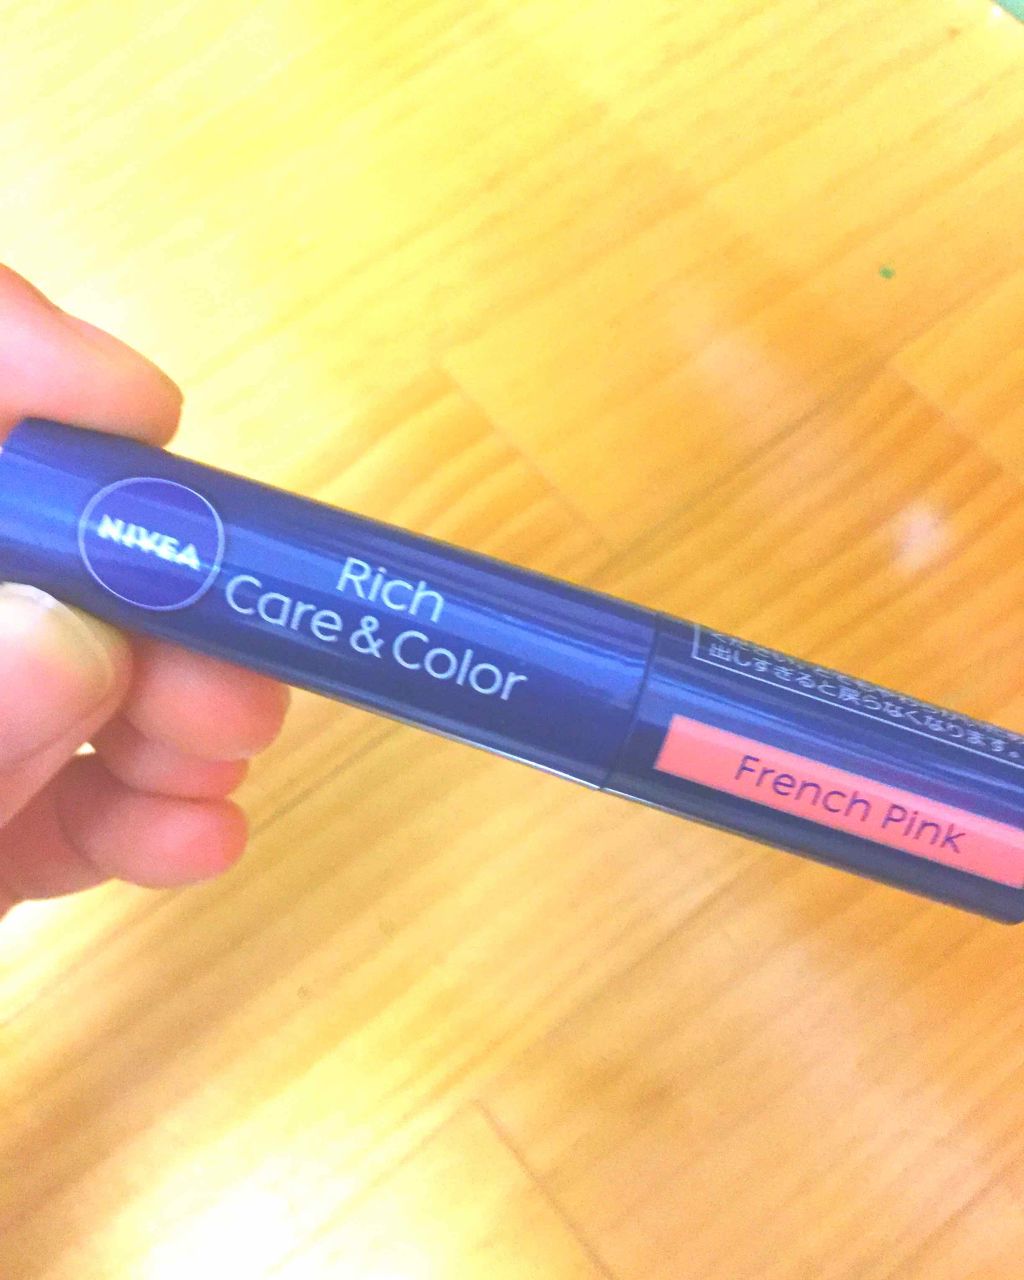 NIVEA
Rich
Care & Color
出しすぎると戻らなくなります。
French Pink